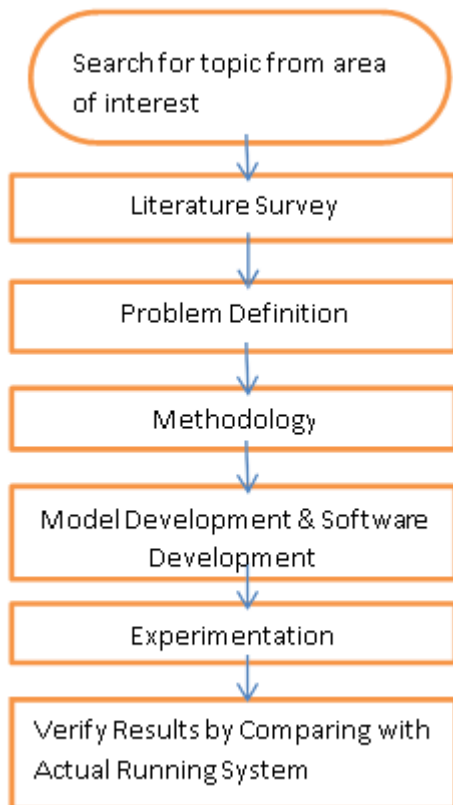 Search for topic from area
of interest
Literature Survey
Problem Definition
Methodology
Model Development & Software
Development
Experimentation
Verify Results by Comparing with
Actual Running System